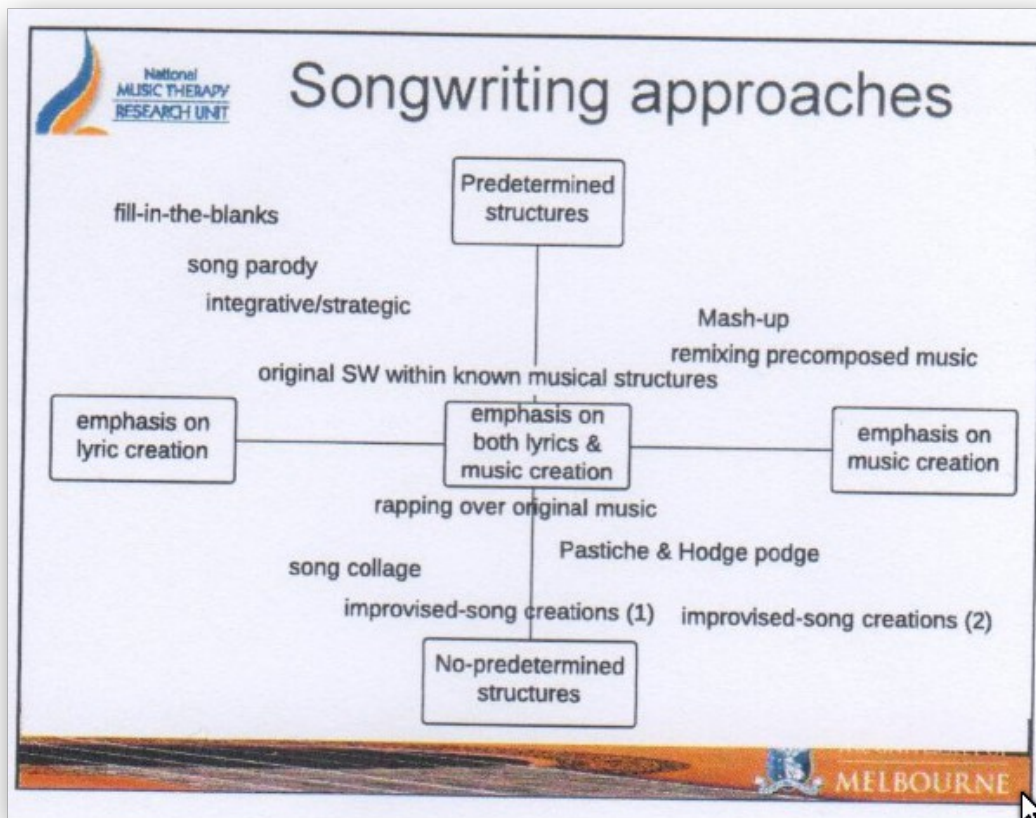 National
MUSIC THERAPY
RESEARCH UNIT
Songwriting approaches
Predetermined
structures
fill-in-the-blanks
song parody
integrative/strategic
Mash-up
remixing precomposed music
original SW within known musical structures
emphasis on
lyric creation
emphasis on
both lyrics &
music creation
emphasis on
music creation
rapping over original music
Pastiche & Hodge podge
song collage
improvised-song creations (1)
improvised-song creations (2)
No-predetermined
structures
MELBOURNE